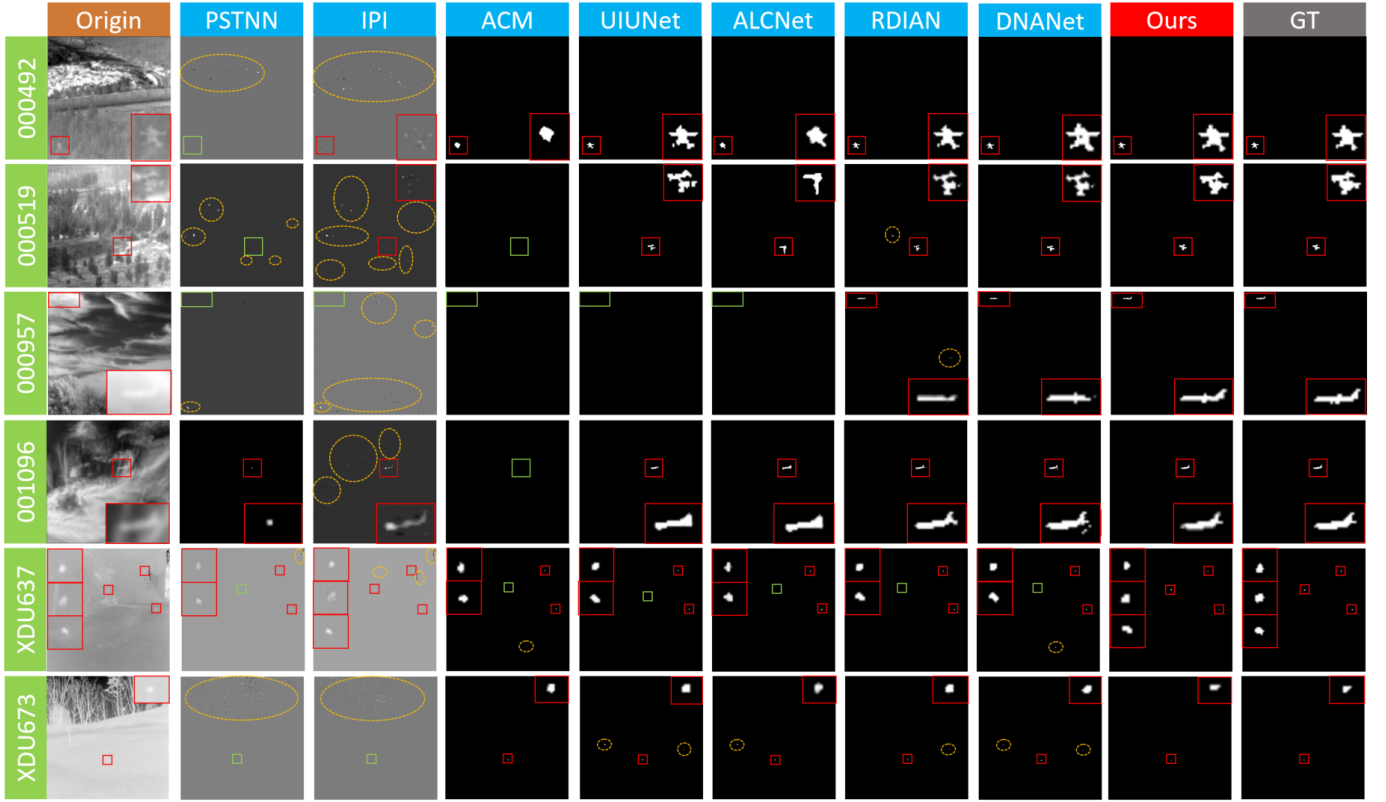 Origin PSTNN IPI ACM UIUNet ALCNet RDIAN DNANet Ours GT
000492
000519
000957
001096
XDU637
XDU673